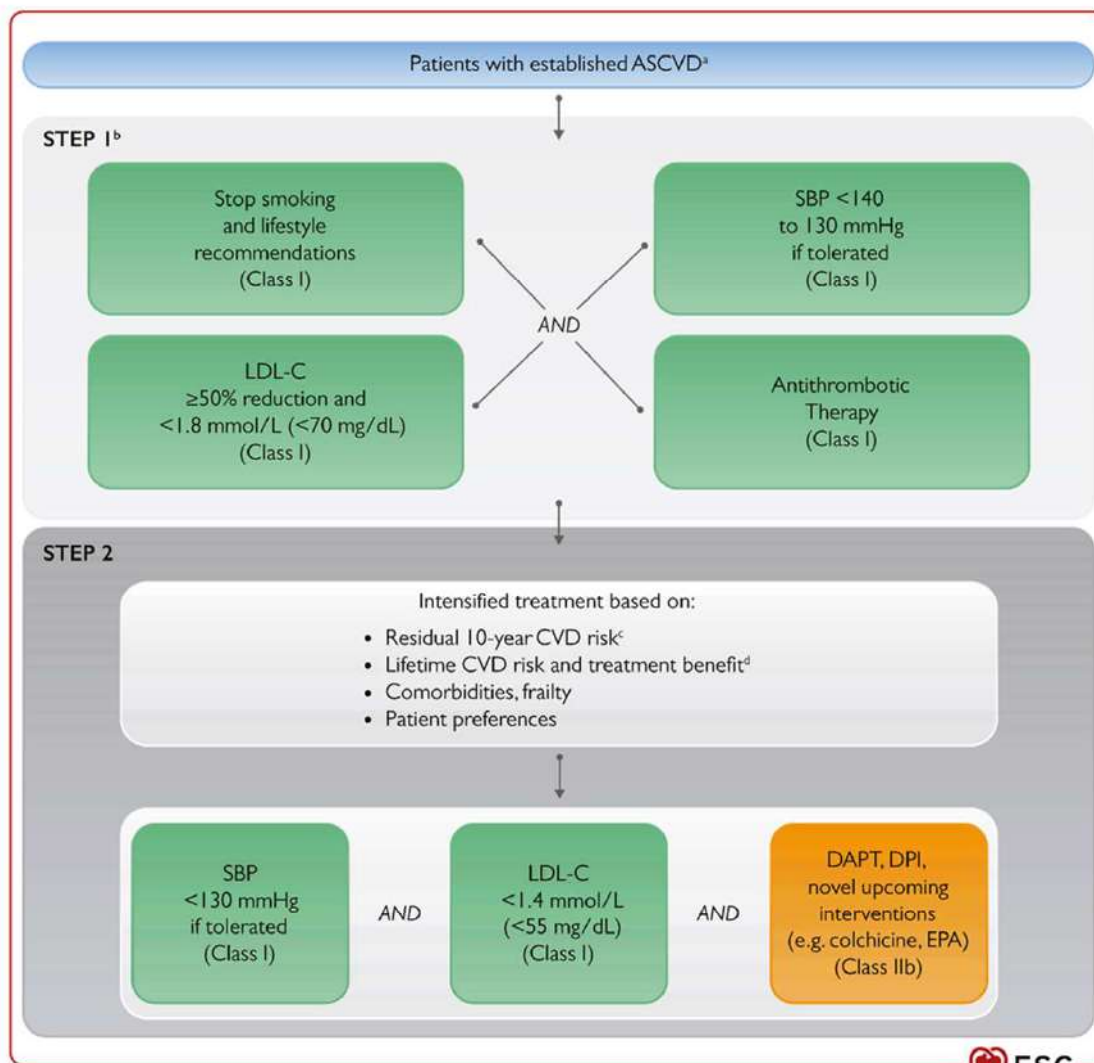 Patients with established ASCVDᵃ
STEP 1ᵇ
Stop smoking
and lifestyle
recommendations
(Class I)
SBP <140
to 130 mmHg
if tolerated
(Class I)
AND
LDL-C
≥50% reduction and
<1.8 mmol/L (<70 mg/dL)
(Class I)
Antithrombotic
Therapy
(Class I)
STEP 2
Intensified treatment based on:
• Residual 10-year CVD riskᶜ
• Lifetime CVD risk and treatment benefitᵈ
• Comorbidities, frailty
• Patient preferences
SBP
<130 mmHg
if tolerated
(Class I)
AND
LDL-C
<1.4 mmol/L
(<55 mg/dL)
(Class I)
AND
DAPT, DPI,
novel upcoming
interventions
(e.g. colchicine, EPA)
(Class IIb)
ESC